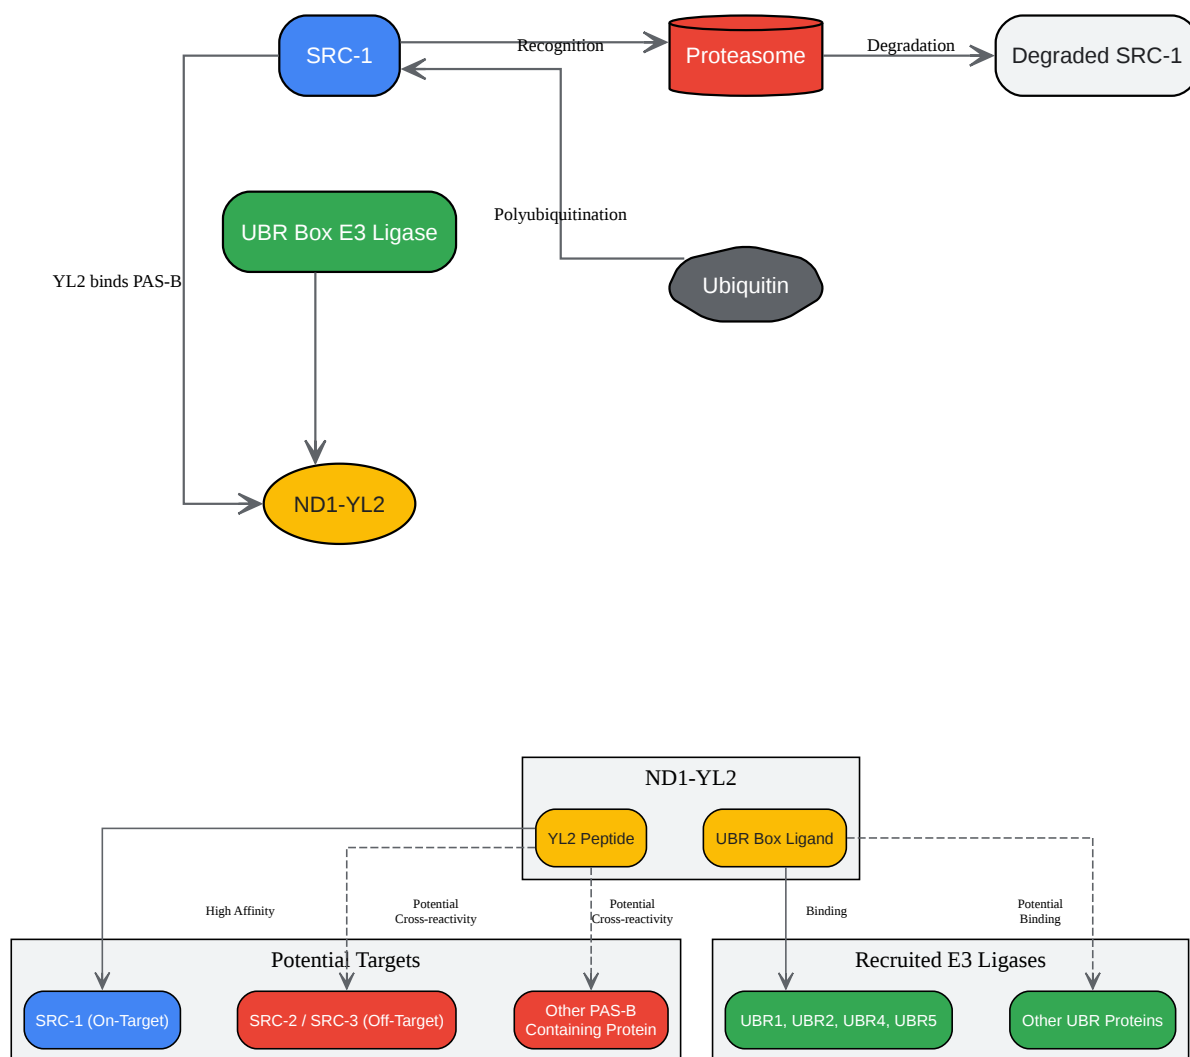 SRC-1
Recognition
Proteasome
Degradation
Degraded SRC-1
UBR Box E3 Ligase
Polyubiquitination
YL2 binds PAS-B
Ubiquitin
ND1-YL2
ND1-YL2
YL2 Peptide
UBR Box Ligand
High Affinity
Potential
Cross-reactivity
Potential
Cross-reactivity
Binding
Potential
Binding
Potential Targets
Recruited E3 Ligases
SRC-1 (On-Target)
SRC-2 / SRC-3 (Off-Target)
Other PAS-B
Containing Protein
UBR1, UBR2, UBR4, UBR5
Other UBR Proteins